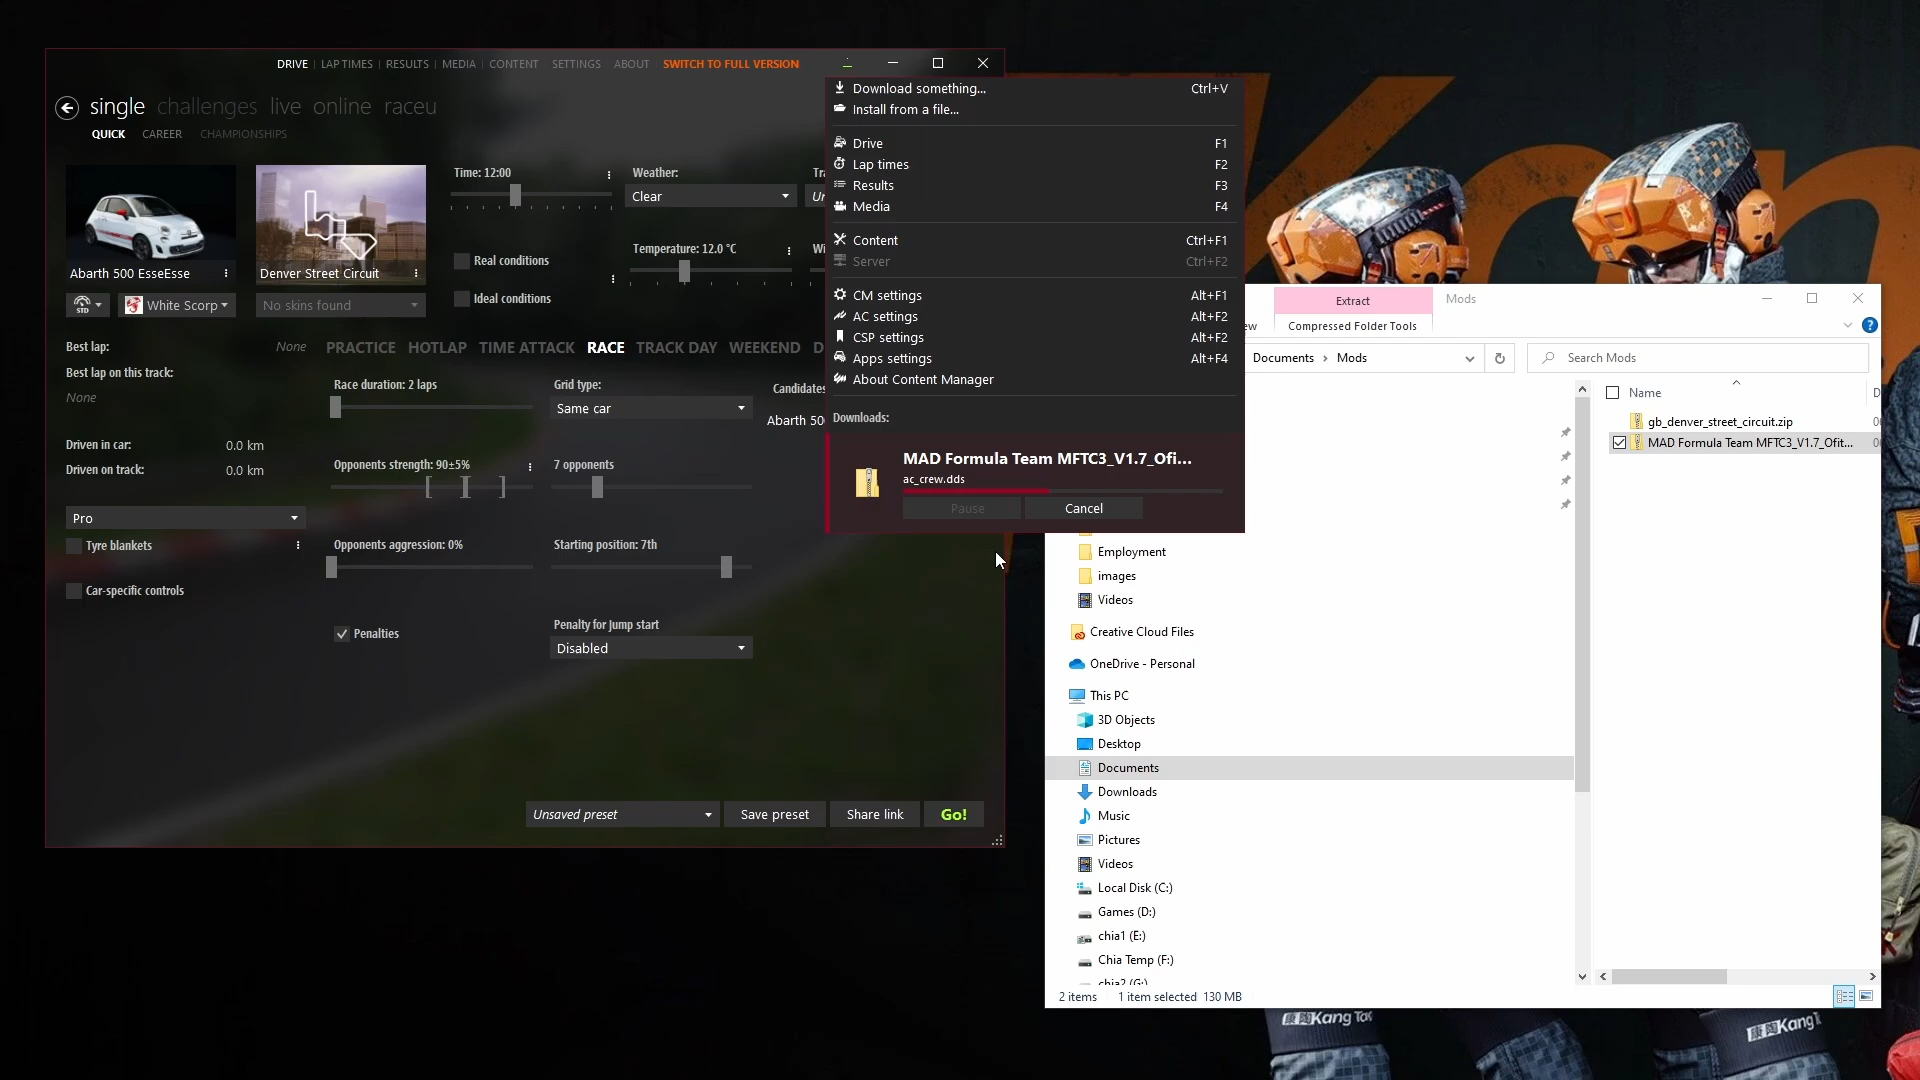 DRIVE | LAP TIMES | RESULTS | MEDIA | CONTENT SETTINGS ABOUT SWITCH TO FULL VERSION
single challenges live online raceu
QUICK CAREER CHAMPIONSHIPS
Time: 12:00
Weather:
Clear
Abarth 500 EsseEsse
Denver Street Circuit
Real conditions
Ideal conditions
Temperature: 12.0 °C
STD
White Scorp
No skins found
Best lap: None
Best lap on this track:
None
Driven in car: 0.0 km
Driven on track: 0.0 km
Pro
Tyre blankets
Car-specific controls
PRACTICE HOTLAP TIME ATTACK RACE TRACK DAY WEEKEND D
Race duration: 2 laps
Grid type:
Same car
Candidates
Abarth 50
Opponents strength: 90±5%
7 opponents
Opponents aggression: 0%
Starting position: 7th
Penalties
Penalty for jump start
Disabled
Unsaved preset
Save preset
Share link
Go!
Download something... Ctrl+V
Install from a file...
Drive F1
Lap times F2
Results F3
Media F4
Content Ctrl+F1
Server Ctrl+F2
CM settings Alt+F1
AC settings Alt+F2
CSP settings Alt+F2
Apps settings Alt+F4
About Content Manager
Downloads:
MAD Formula Team MFTC3_V1.7_Ofi...
ac_crew.dds
Pause
Cancel
Extract
Mods
ew
Compressed Folder Tools
Documents > Mods
Search Mods
Name
gb_denver_street_circuit.zip
MAD Formula Team MFTC3_V1.7_Ofit...
Employment
images
Videos
Creative Cloud Files
OneDrive - Personal
This PC
3D Objects
Desktop
Documents
Downloads
Music
Pictures
Videos
Local Disk (C:)
Games (D:)
chia1 (E:)
Chia Temp (F:)
chia2 (G:)
2 items 1 item selected 130 MB